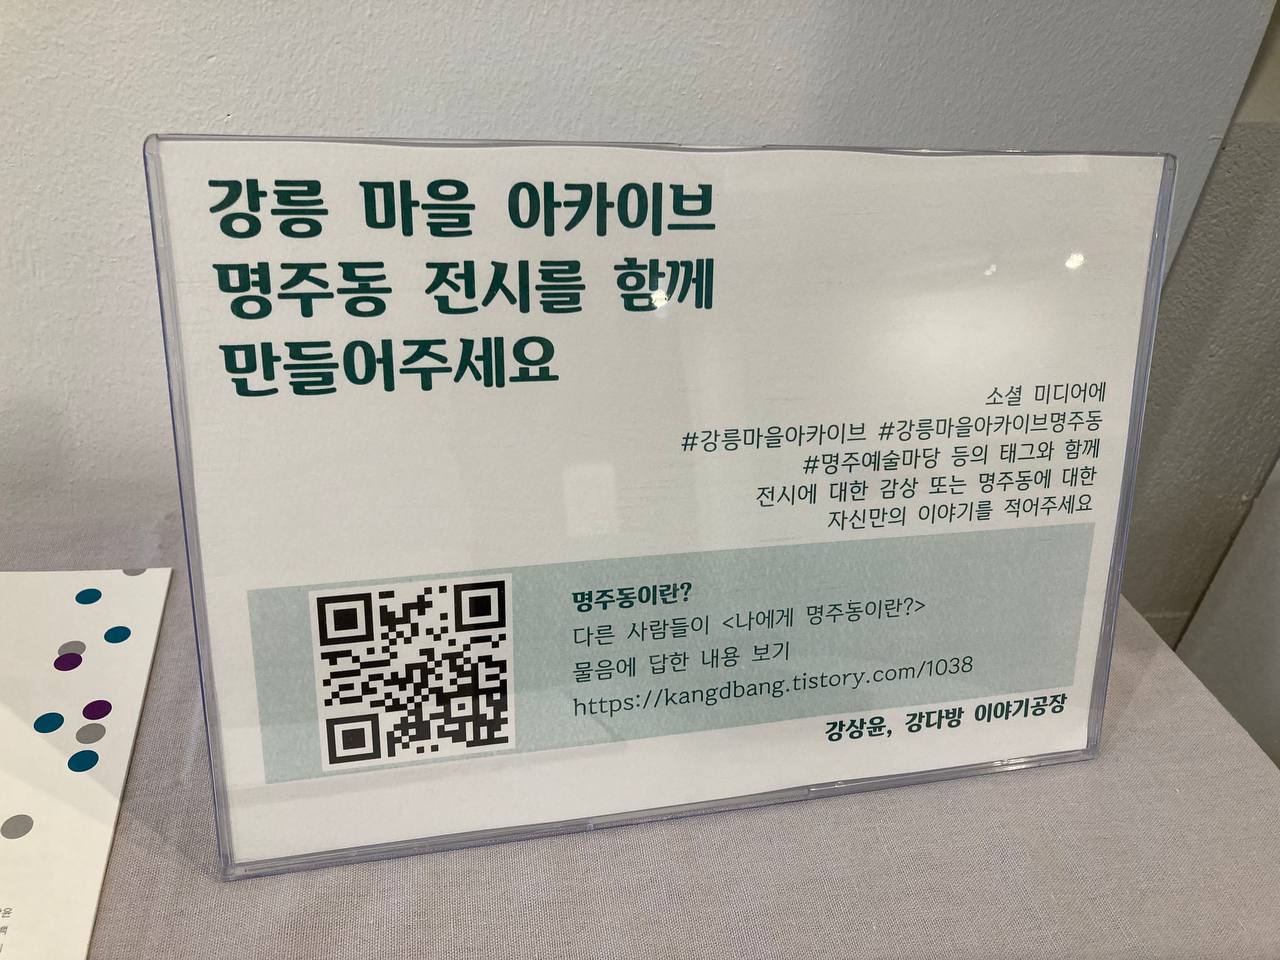 강릉 마을 아카이브
명주동 전시를 함께
만들어주세요
소셜 미디어에
#강릉마을아카이브 #강릉마을아카이브명주동
#명주예술마당 등의 태그와 함께
전시에 대한 감상 또는 명주동에 대한
자신만의 이야기를 적어주세요
명주동이란?
다른 사람들이 <나에게 명주동이란?>
물음에 답한 내용 보기
https://kangdbang.tistory.com/1038
강상윤, 강다방 이야기공장